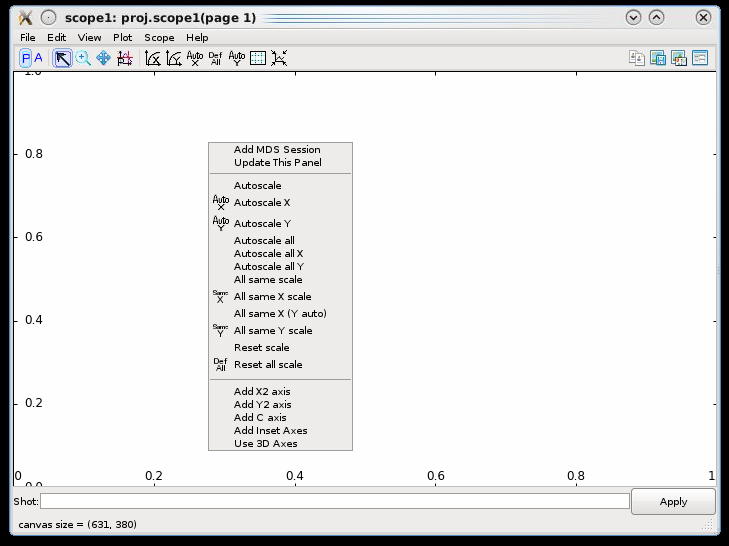 scope1: proj.scope1(page 1)
File Edit View Plot Scope Help
P A Auto X Def All Auto Y
1.0
0.8
0.6
0.4
0.2
0.0
0 0.2 0.4 0.6 0.8 1
Add MDS Session
Update This Panel
Autoscale
Auto X Autoscale X
Auto Y Autoscale Y
Autoscale all
Autoscale all X
Autoscale all Y
All same scale
Same X All same X scale
All same X (Y auto)
Same Y All same Y scale
Reset scale
Def All Reset all scale
Add X2 axis
Add Y2 axis
Add C axis
Add Inset Axes
Use 3D Axes
Shot: Apply
canvas size = (631, 380)